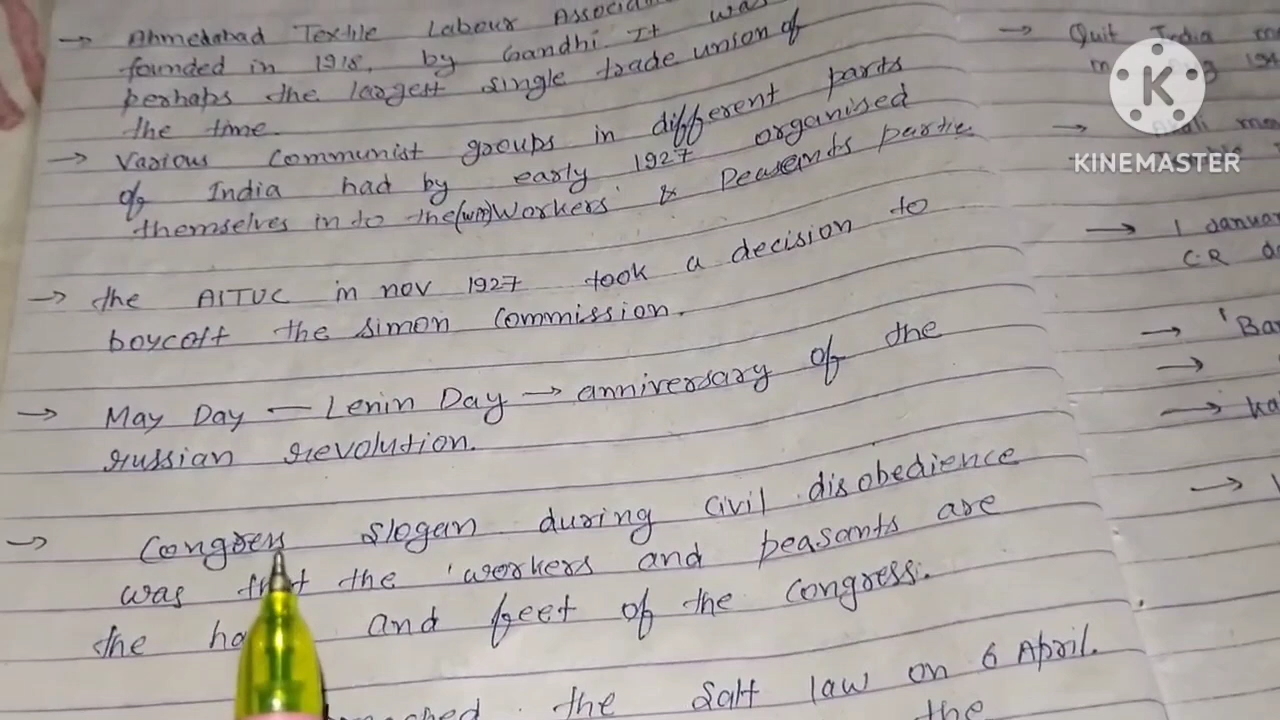 → Ahmedabad Textile Labour
founded in 1918, by Gandhi. It was
perhaps the largest single trade union of
the time.
→ Various Communist groups in different parts
of India had by early 1927 organised
themselves in to the (WPP) Workers' & Peasents partie
→ the AITUC in nov 1927 took a decision to
boycott the simon Commission.
→ May Day — Lenin Day → anniversary of the
russian revolution.
→ Congress slogan during civil disobedience
was that the 'workers and peasants are
the and feet of the congress.
the salt law on 6 April.
the
→ Quit India
→
→ 1
C.R
→
→
→
→
K
KINEMASTER